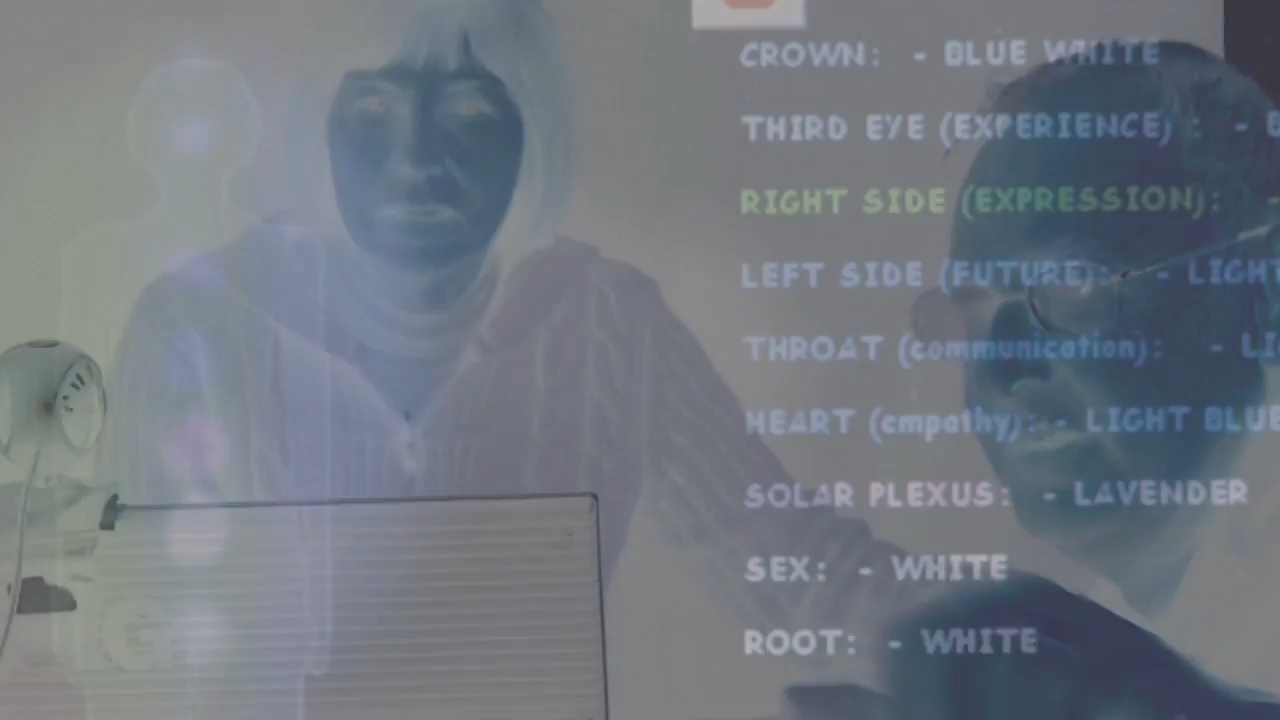 CROWN: - BLUE WHITE
THIRD EYE (EXPERIENCE) : -
RIGHT SIDE (EXPRESSION): -
LEFT SIDE (FUTURE): - LIGHT
THROAT (communication): -
HEART (empathy): - LIGHT BLUE
SOLAR PLEXUS: - LAVENDER
SEX: - WHITE
ROOT: - WHITE
G